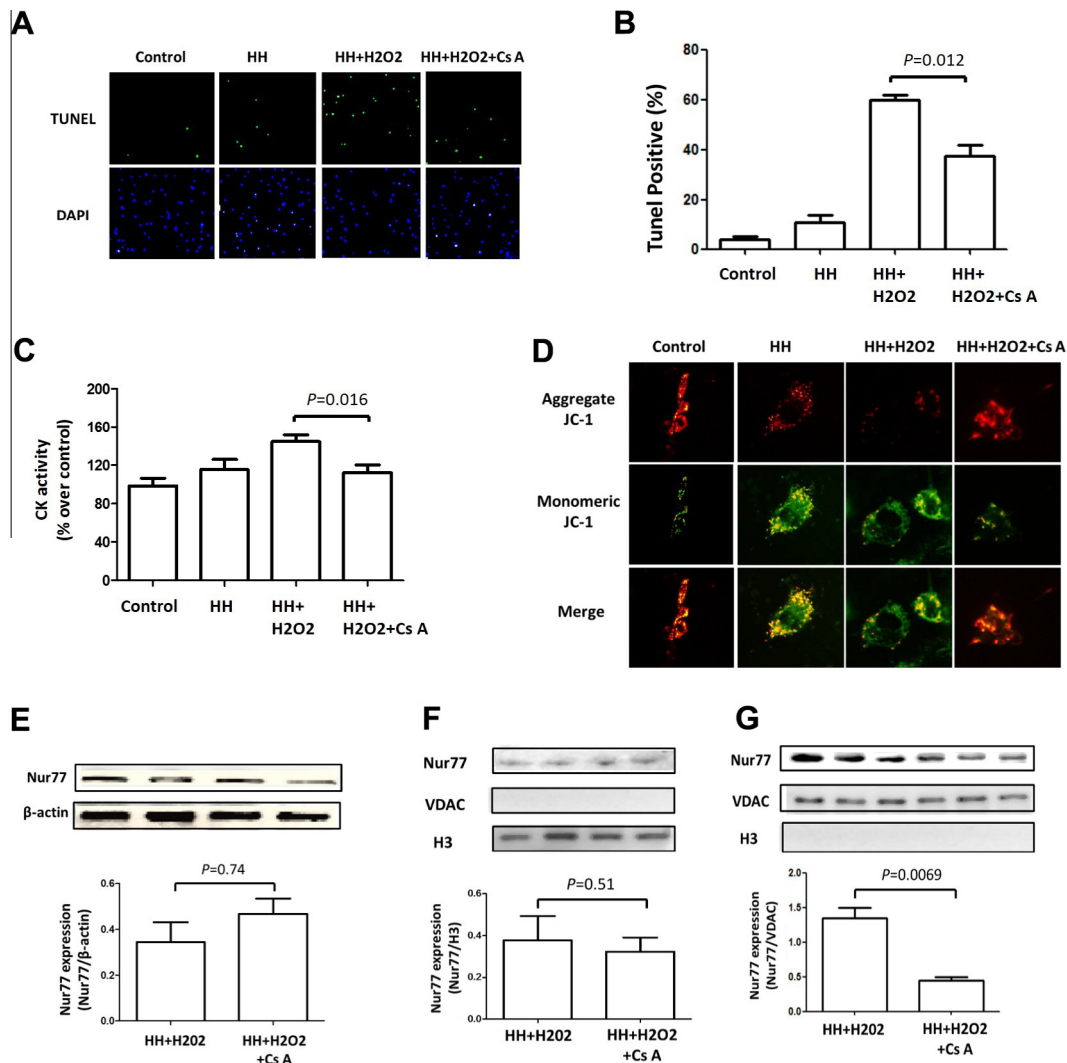 A
Control HH HH+H2O2 HH+H2O2+Cs A
TUNEL
DAPI
B
Tunel Positive (%)
80
60
40
20
0
P=0.012
Control HH HH+ HH+
H2O2 H2O2+Cs A
C
CK activity
(% over control)
200
160
120
80
40
0
P=0.016
Control HH HH+ HH+
H2O2 H2O2+Cs A
D
Control HH HH+H2O2 HH+H2O2+Cs A
Aggregate
JC-1
Monomeric
JC-1
Merge
E
Nur77
β-actin
Nur77 expression
(Nur77/β-actin)
0.6
0.4
0.2
0.0
P=0.74
HH+H202 HH+H2O2
+Cs A
F
Nur77
VDAC
H3
Nur77 expression
(Nur77/H3)
0.6
0.4
0.2
0.0
P=0.51
HH+H202 HH+H2O2
+Cs A
G
Nur77
VDAC
H3
Nur77 expression
(Nur77/VDAC)
2.0
1.5
1.0
0.5
0.0
P=0.0069
HH+H202 HH+H2O2
+Cs A